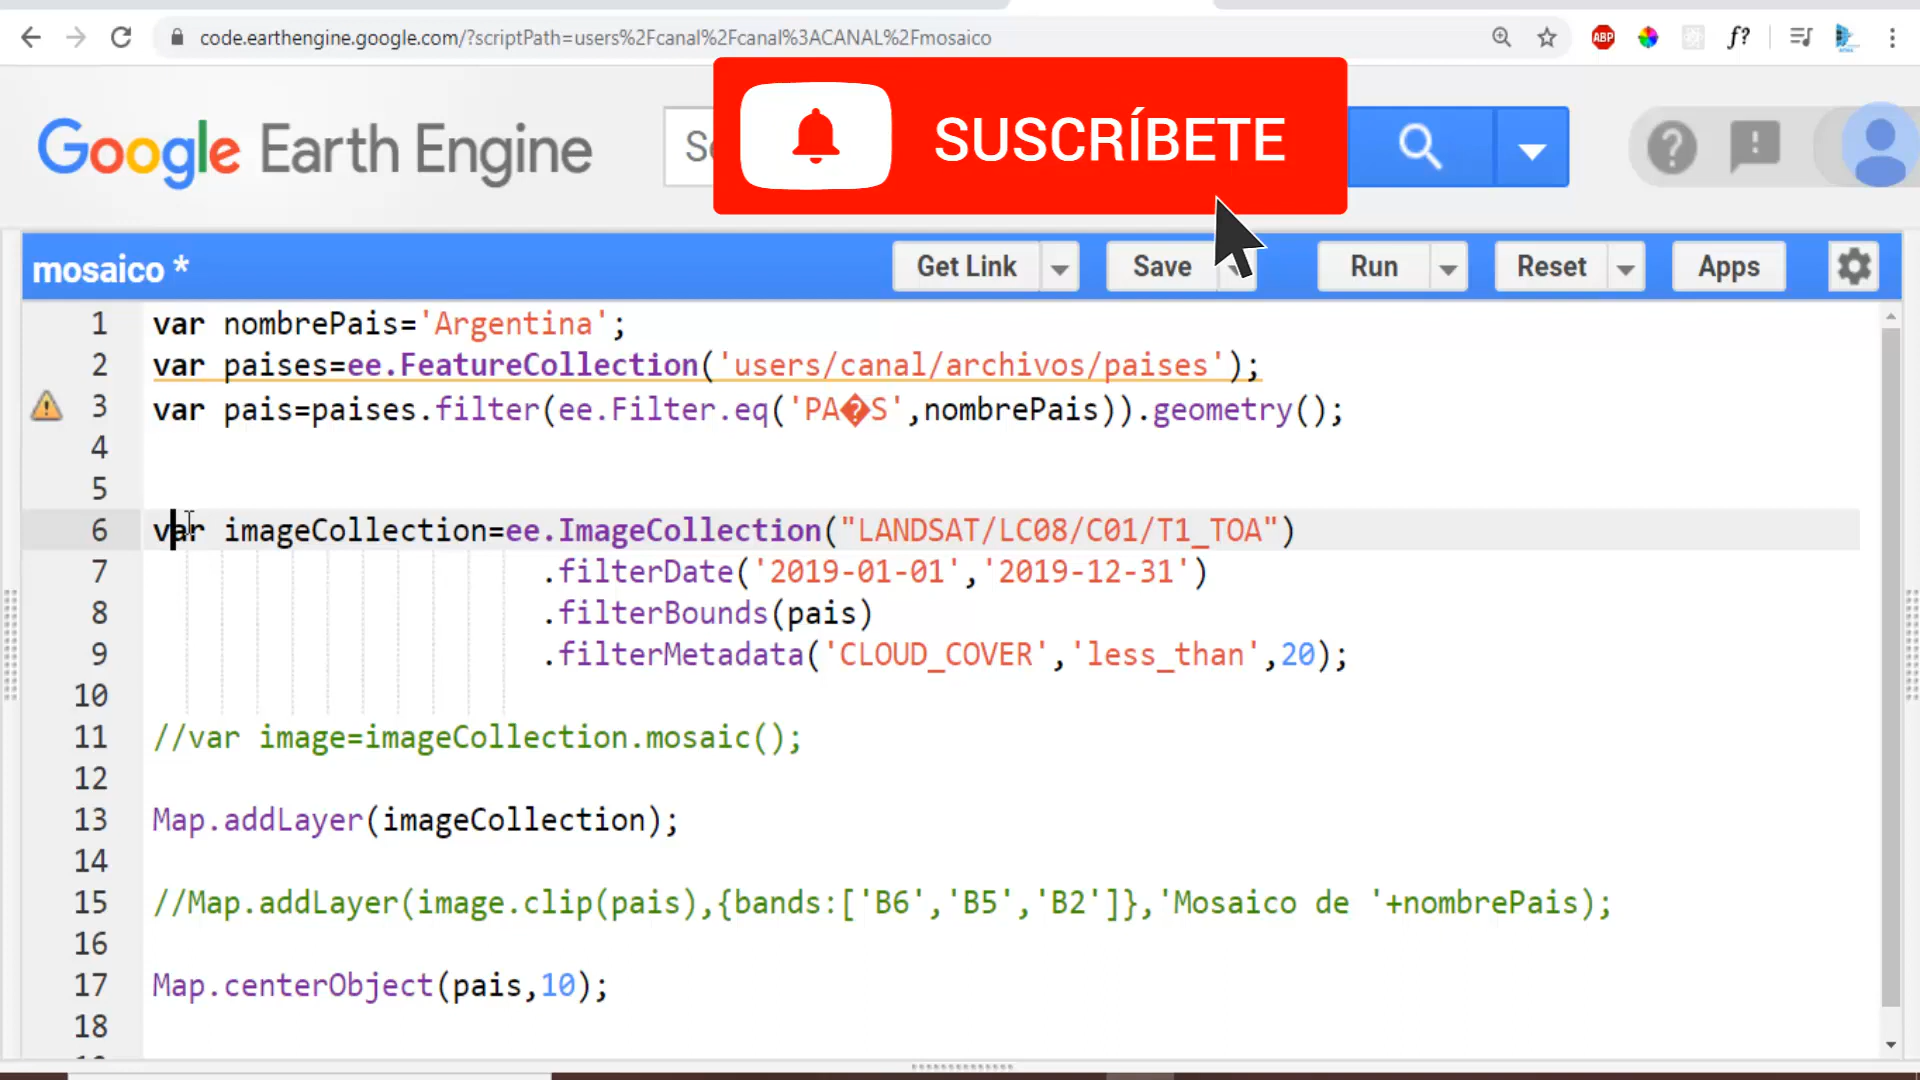 code.earthengine.google.com/?scriptPath=users%2Fcanal%2Fcanal%3ACANAL%2Fmosaico
ABP
f?
Google Earth Engine
SUSCRÍBETE
mosaico *
Get Link
Save
Run
Reset
Apps
1 var nombrePais='Argentina';
2 var paises=ee.FeatureCollection('users/canal/archivos/paises');
3 var pais=paises.filter(ee.Filter.eq('PA�S',nombrePais)).geometry();
4
5
6 var imageCollection=ee.ImageCollection("LANDSAT/LC08/C01/T1_TOA")
7 .filterDate('2019-01-01','2019-12-31')
8 .filterBounds(pais)
9 .filterMetadata('CLOUD_COVER','less_than',20);
10
11 //var image=imageCollection.mosaic();
12
13 Map.addLayer(imageCollection);
14
15 //Map.addLayer(image.clip(pais),{bands:['B6','B5','B2']},'Mosaico de '+nombrePais);
16
17 Map.centerObject(pais,10);
18